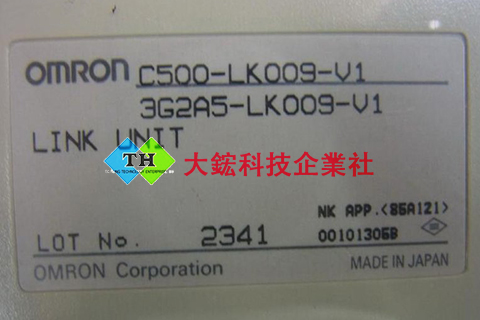 OMRON C500-LK009-V1
3G2A5-LK009-V1
LINK UNIT
TH 大鋐科技企業社
NK APP.(85A121)
LOT No. 2341 00101305B
OMRON Corporation MADE IN JAPAN